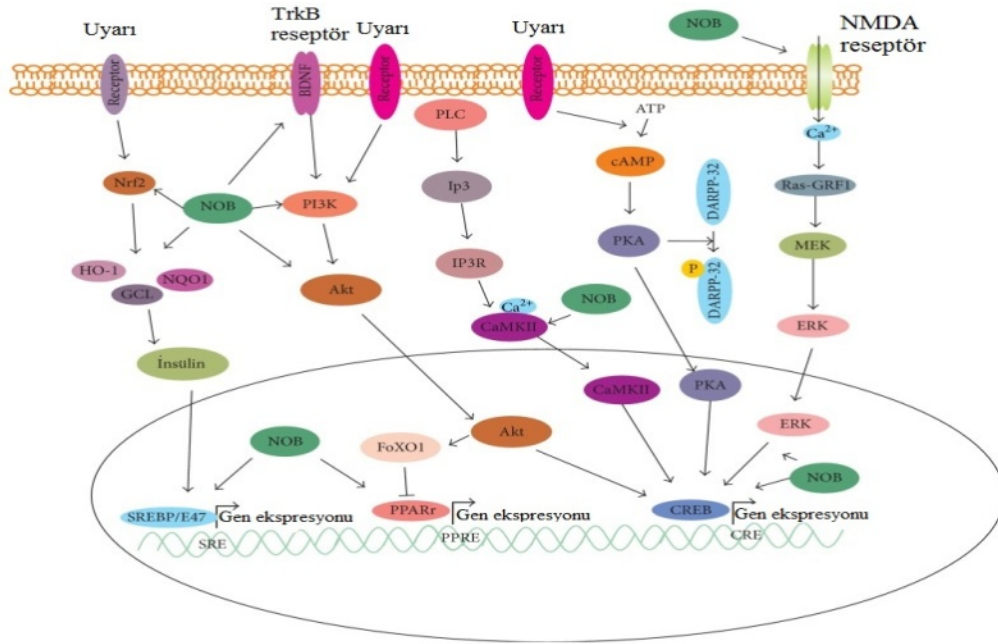 NOB
NMDA
reseptör
TrkB
reseptör
Uyarı
Uyarı
Uyarı
Receptor
BDNF
Receptor
Receptor
PLC
ATP
Ca2+
cAMP
DARPP-32
Nrf2
NOB
PI3K
Ip3
Ras-GRF1
PKA
MEK
HO-1
NQO1
GCL
IP3R
P
DARPP-32
Akt
Ca2+
CaMKII
NOB
ERK
İnsülin
CaMKII
PKA
NOB
FoXO1
Akt
ERK
NOB
SREBP/E47
Gen ekspresyonu
PPARr
Gen ekspresyonu
CREB
Gen ekspresyonu
SRE
PPRE
CRE